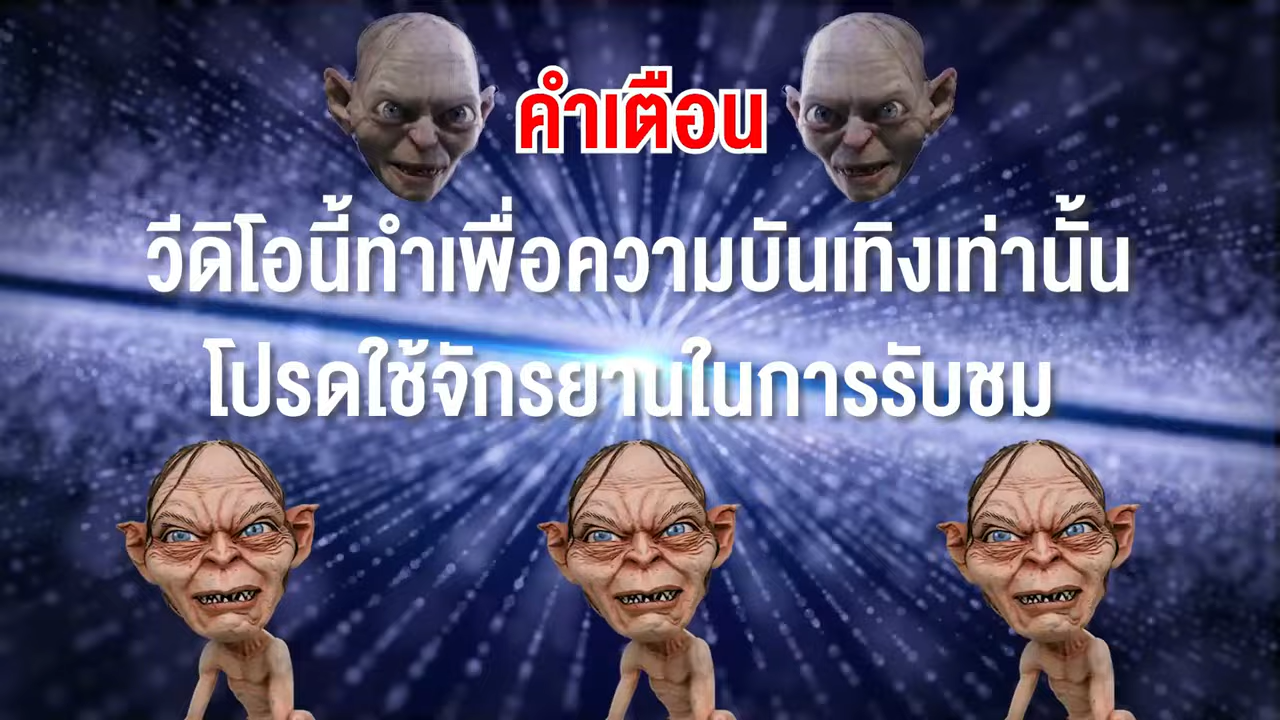 คำเตือน
วีดิโอนี้ทำเพื่อความบันเทิงเท่านั้น
โปรดใช้จักรยานในการรับชม